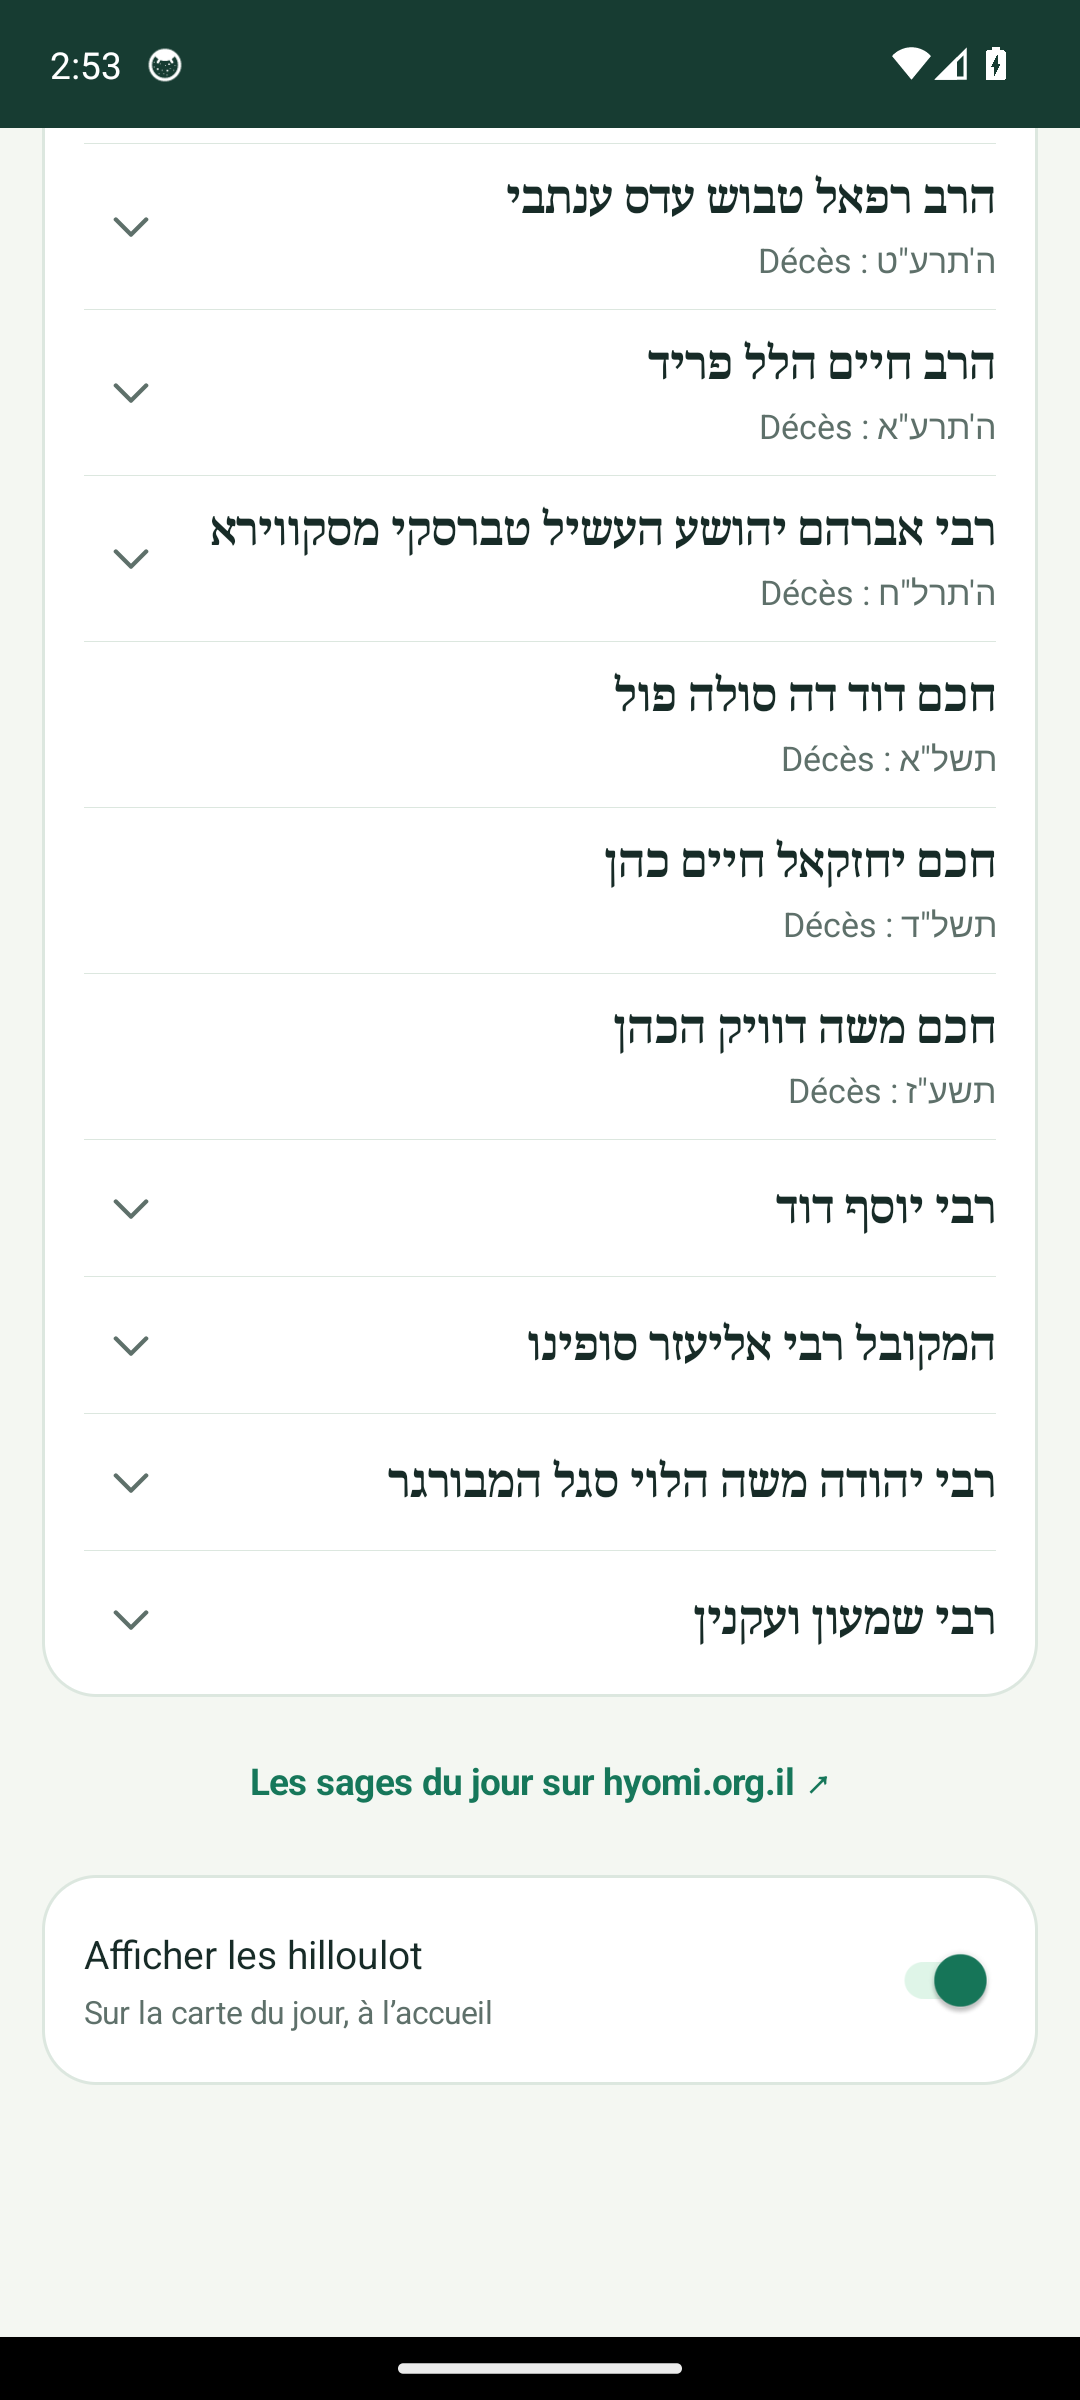 2:53
הרב רפאל טבוש עדס ענתבי
Décès : ה'תרע"ט
הרב חיים הלל פריד
Décès : ה'תרע"א
רבי אברהם יהושע העשיל טברסקי מסקווירא
Décès : ה'תרל"ח
חכם דוד דה סולה פול
Décès : תשל"א
חכם יחזקאל חיים כהן
Décès : תשל"ד
חכם משה דוויק הכהן
Décès : תשע"ז
רבי יוסף דוד
המקובל רבי אליעזר סופינו
רבי יהודה משה הלוי סגל המבורגר
רבי שמעון ועקנין
Les sages du jour sur hyomi.org.il ↗
Afficher les hilloulot
Sur la carte du jour, à l’accueil